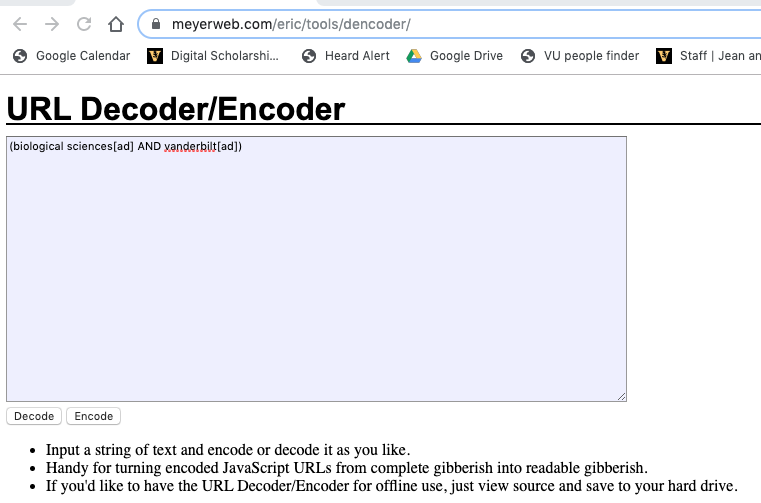 meyerweb.com/eric/tools/dencoder/
Google Calendar Digital Scholarshi... Heard Alert Google Drive VU people finder Staff | Jean an
URL Decoder/Encoder
(biological sciences[ad] AND vanderbilt[ad])
Decode Encode
• Input a string of text and encode or decode it as you like.
• Handy for turning encoded JavaScript URLs from complete gibberish into readable gibberish.
• If you'd like to have the URL Decoder/Encoder for offline use, just view source and save to your hard drive.